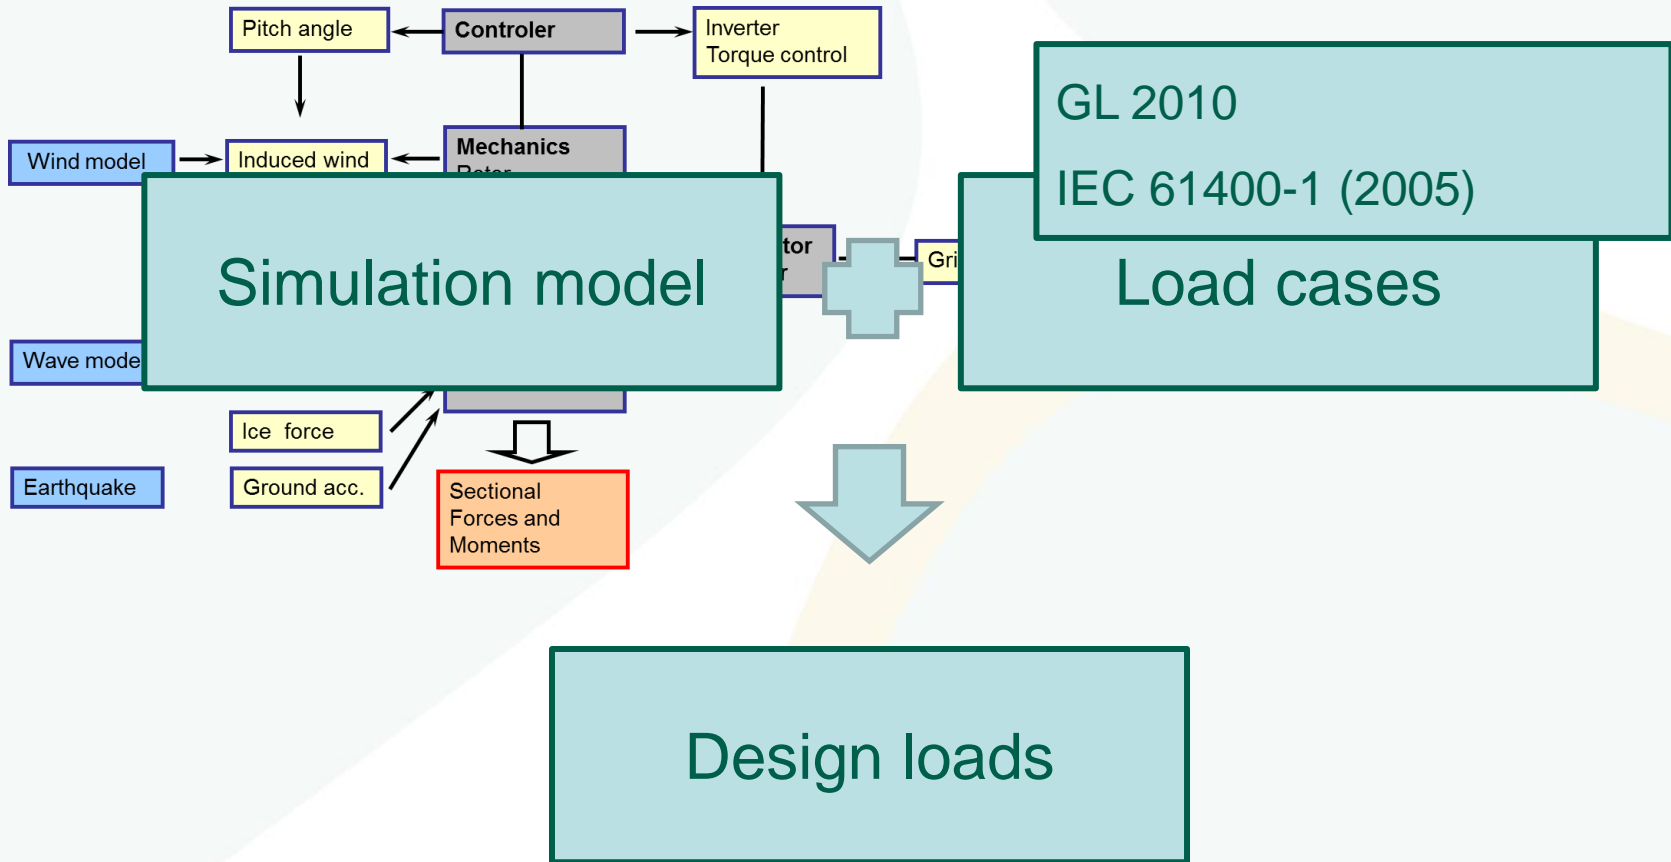 Pitch angle
Controler
Inverter
Torque control
GL 2010
IEC 61400-1 (2005)
Wind model
Induced wind
Mechanics
Simulation model
Load cases
Wave mode
Ice force
Earthquake
Ground acc.
Sectional
Forces and
Moments
Design loads